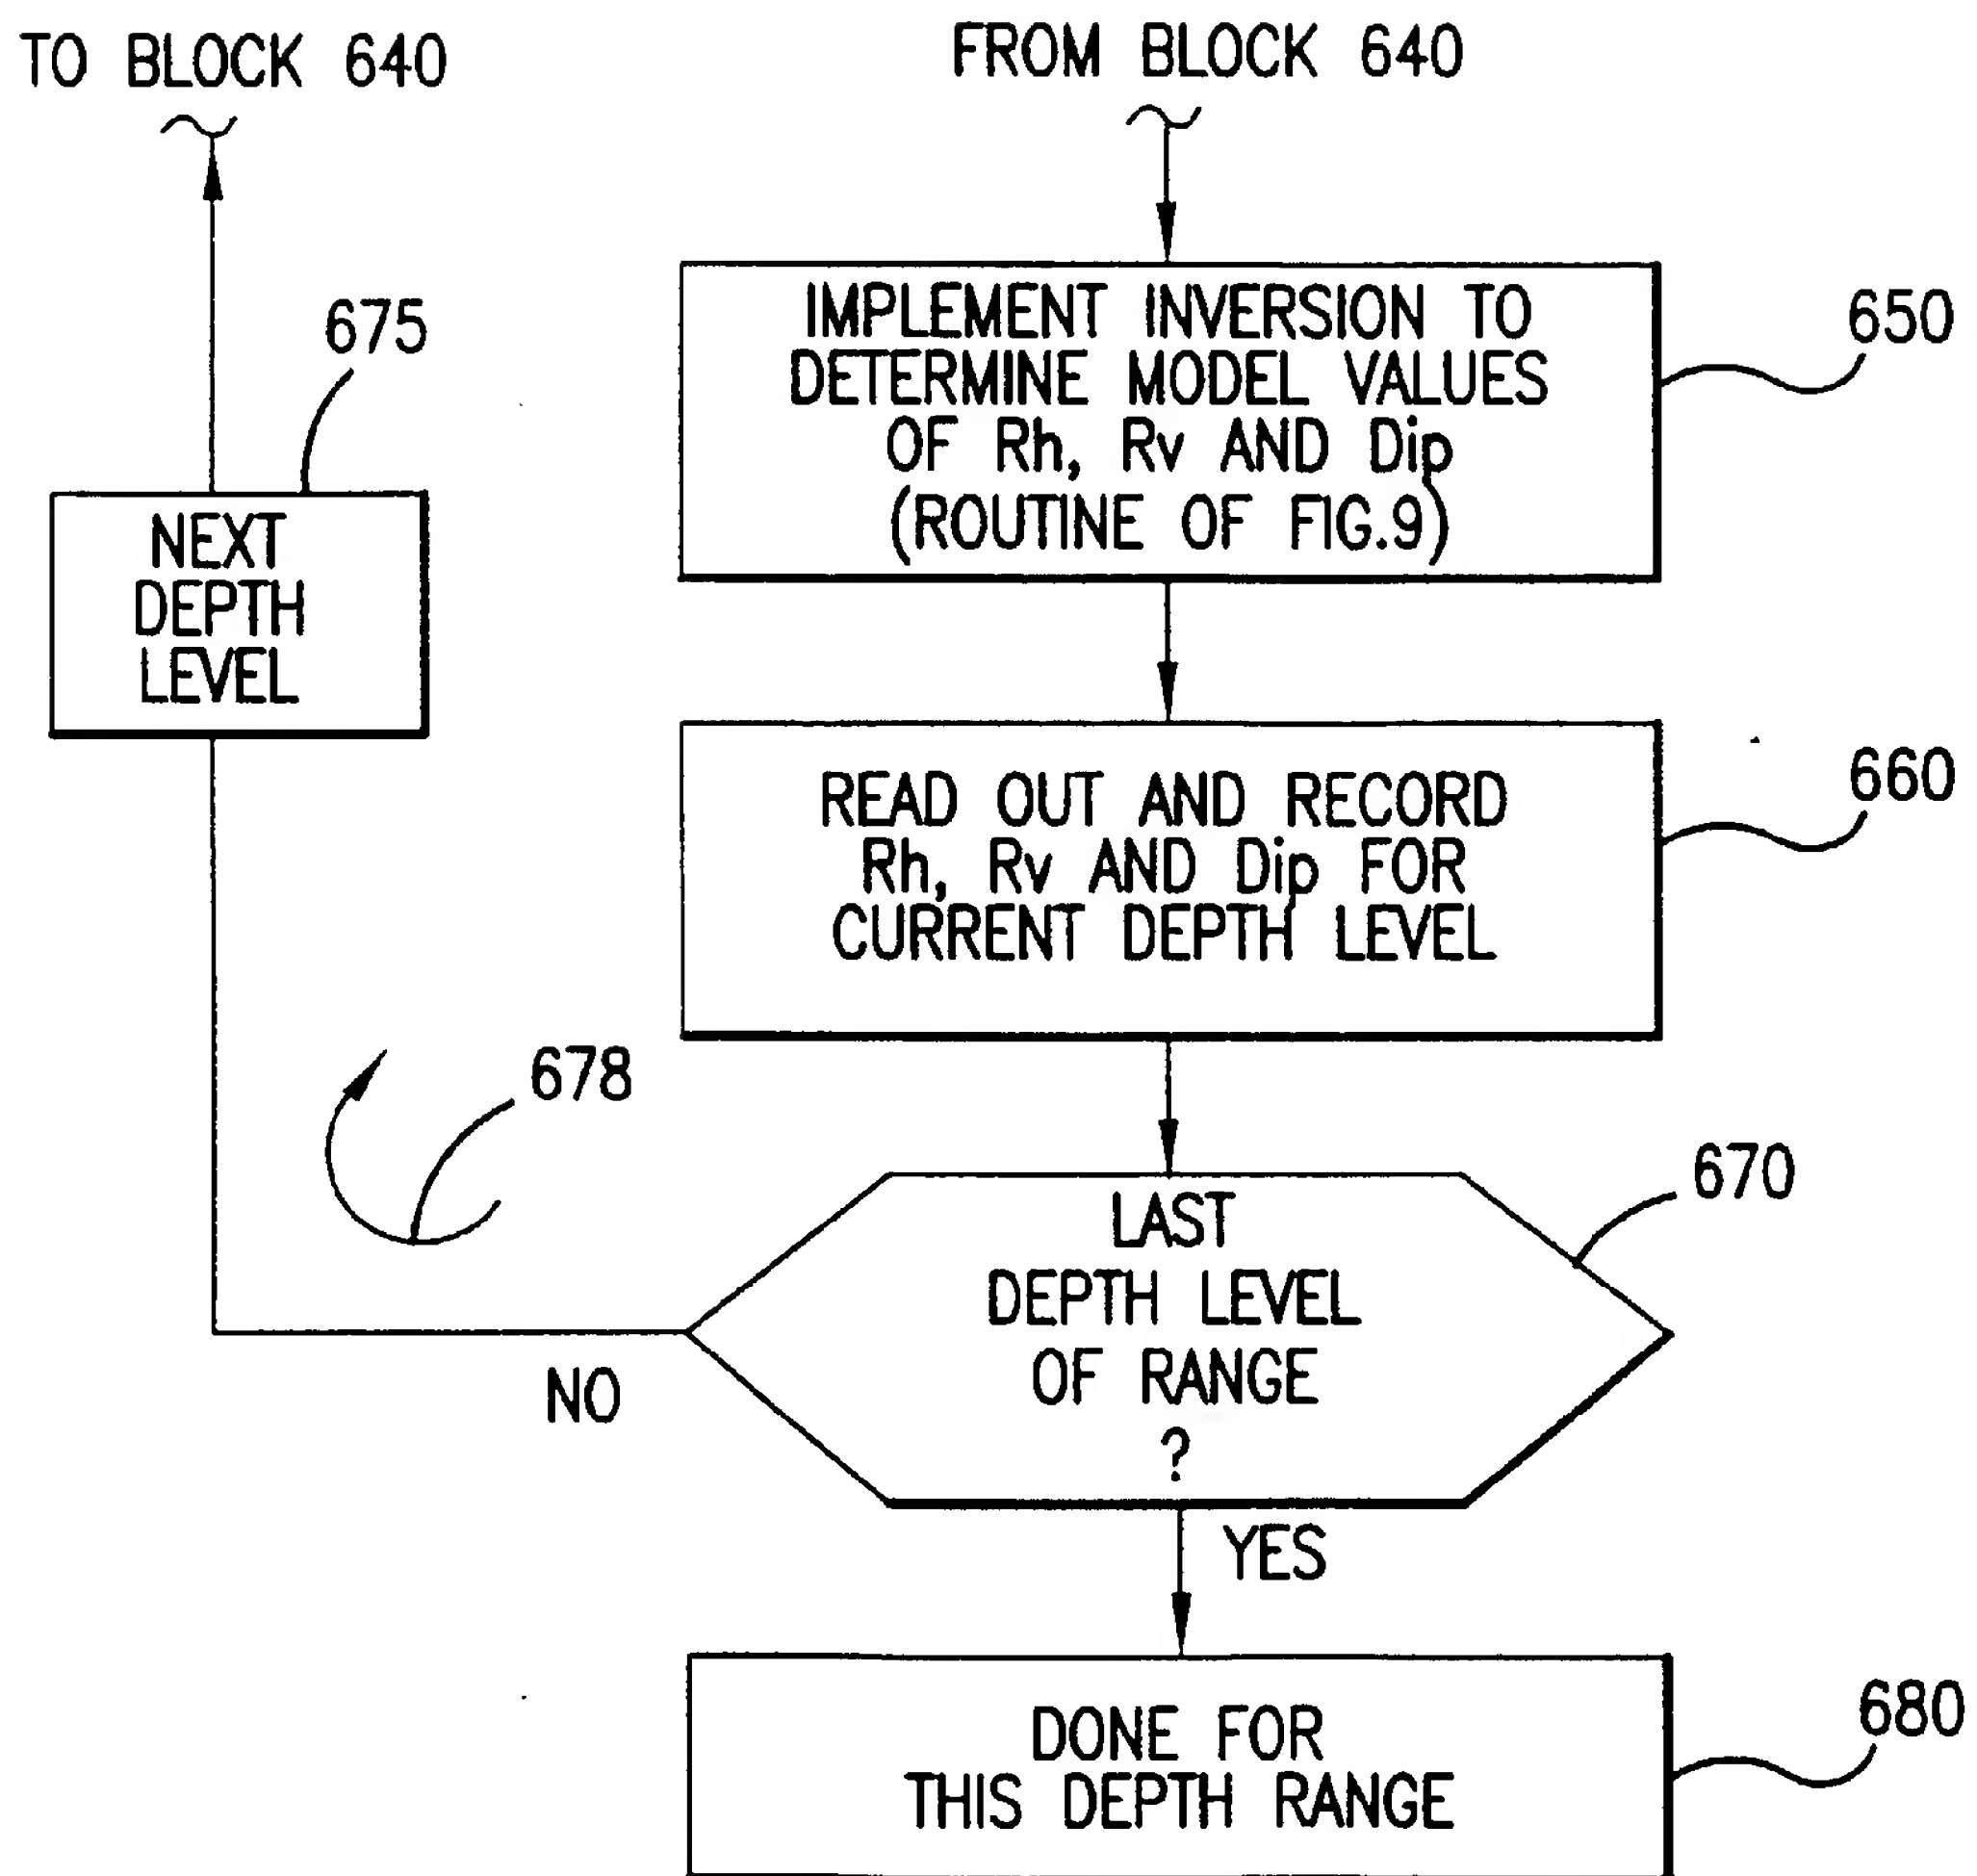 TO BLOCK 640
FROM BLOCK 640
675
NEXT
DEPTH
LEVEL
IMPLEMENT INVERSION TO
DETERMINE MODEL VALUES
OF Rh, Rv AND Dip
(ROUTINE OF FIG.9)
650
READ OUT AND RECORD
Rh, Rv AND Dip FOR
CURRENT DEPTH LEVEL
660
678
LAST
DEPTH LEVEL
OF RANGE
?
670
NO
YES
DONE FOR
THIS DEPTH RANGE
680